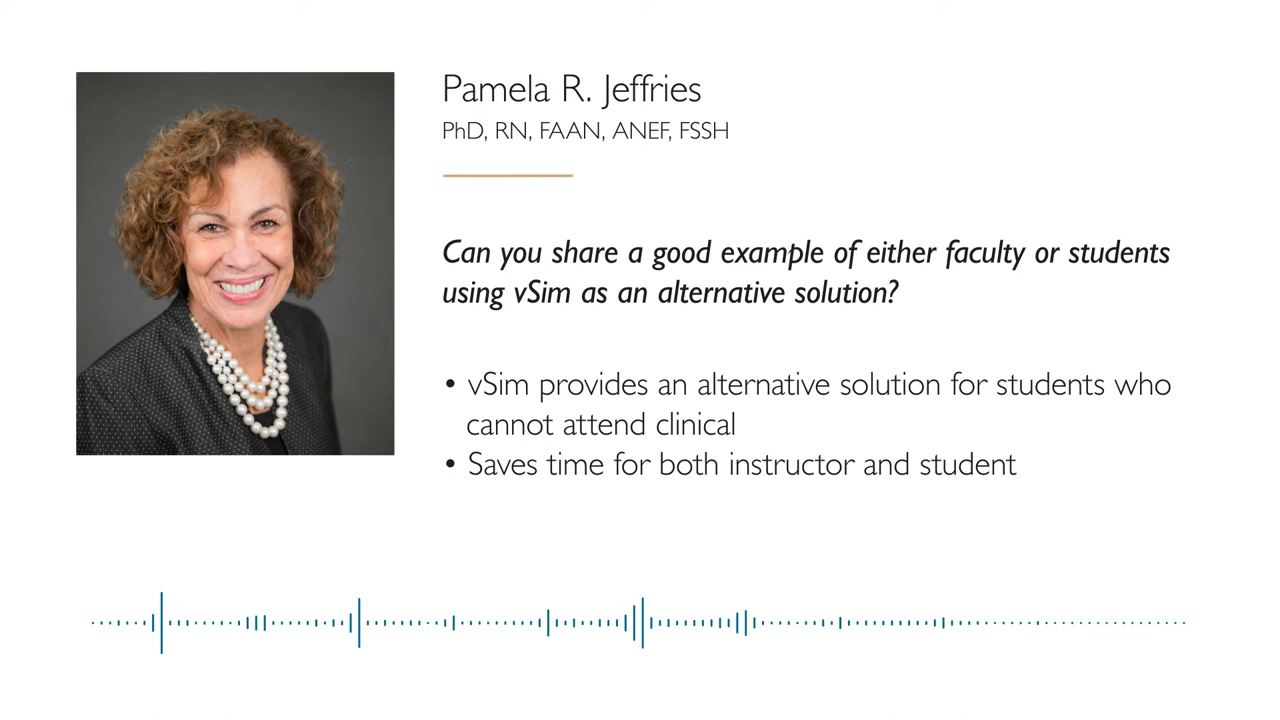 Pamela R. Jeffries
PhD, RN, FAAN, ANEF, FSSH
Can you share a good example of either faculty or students
using vSim as an alternative solution?
• vSim provides an alternative solution for students who
cannot attend clinical
• Saves time for both instructor and student